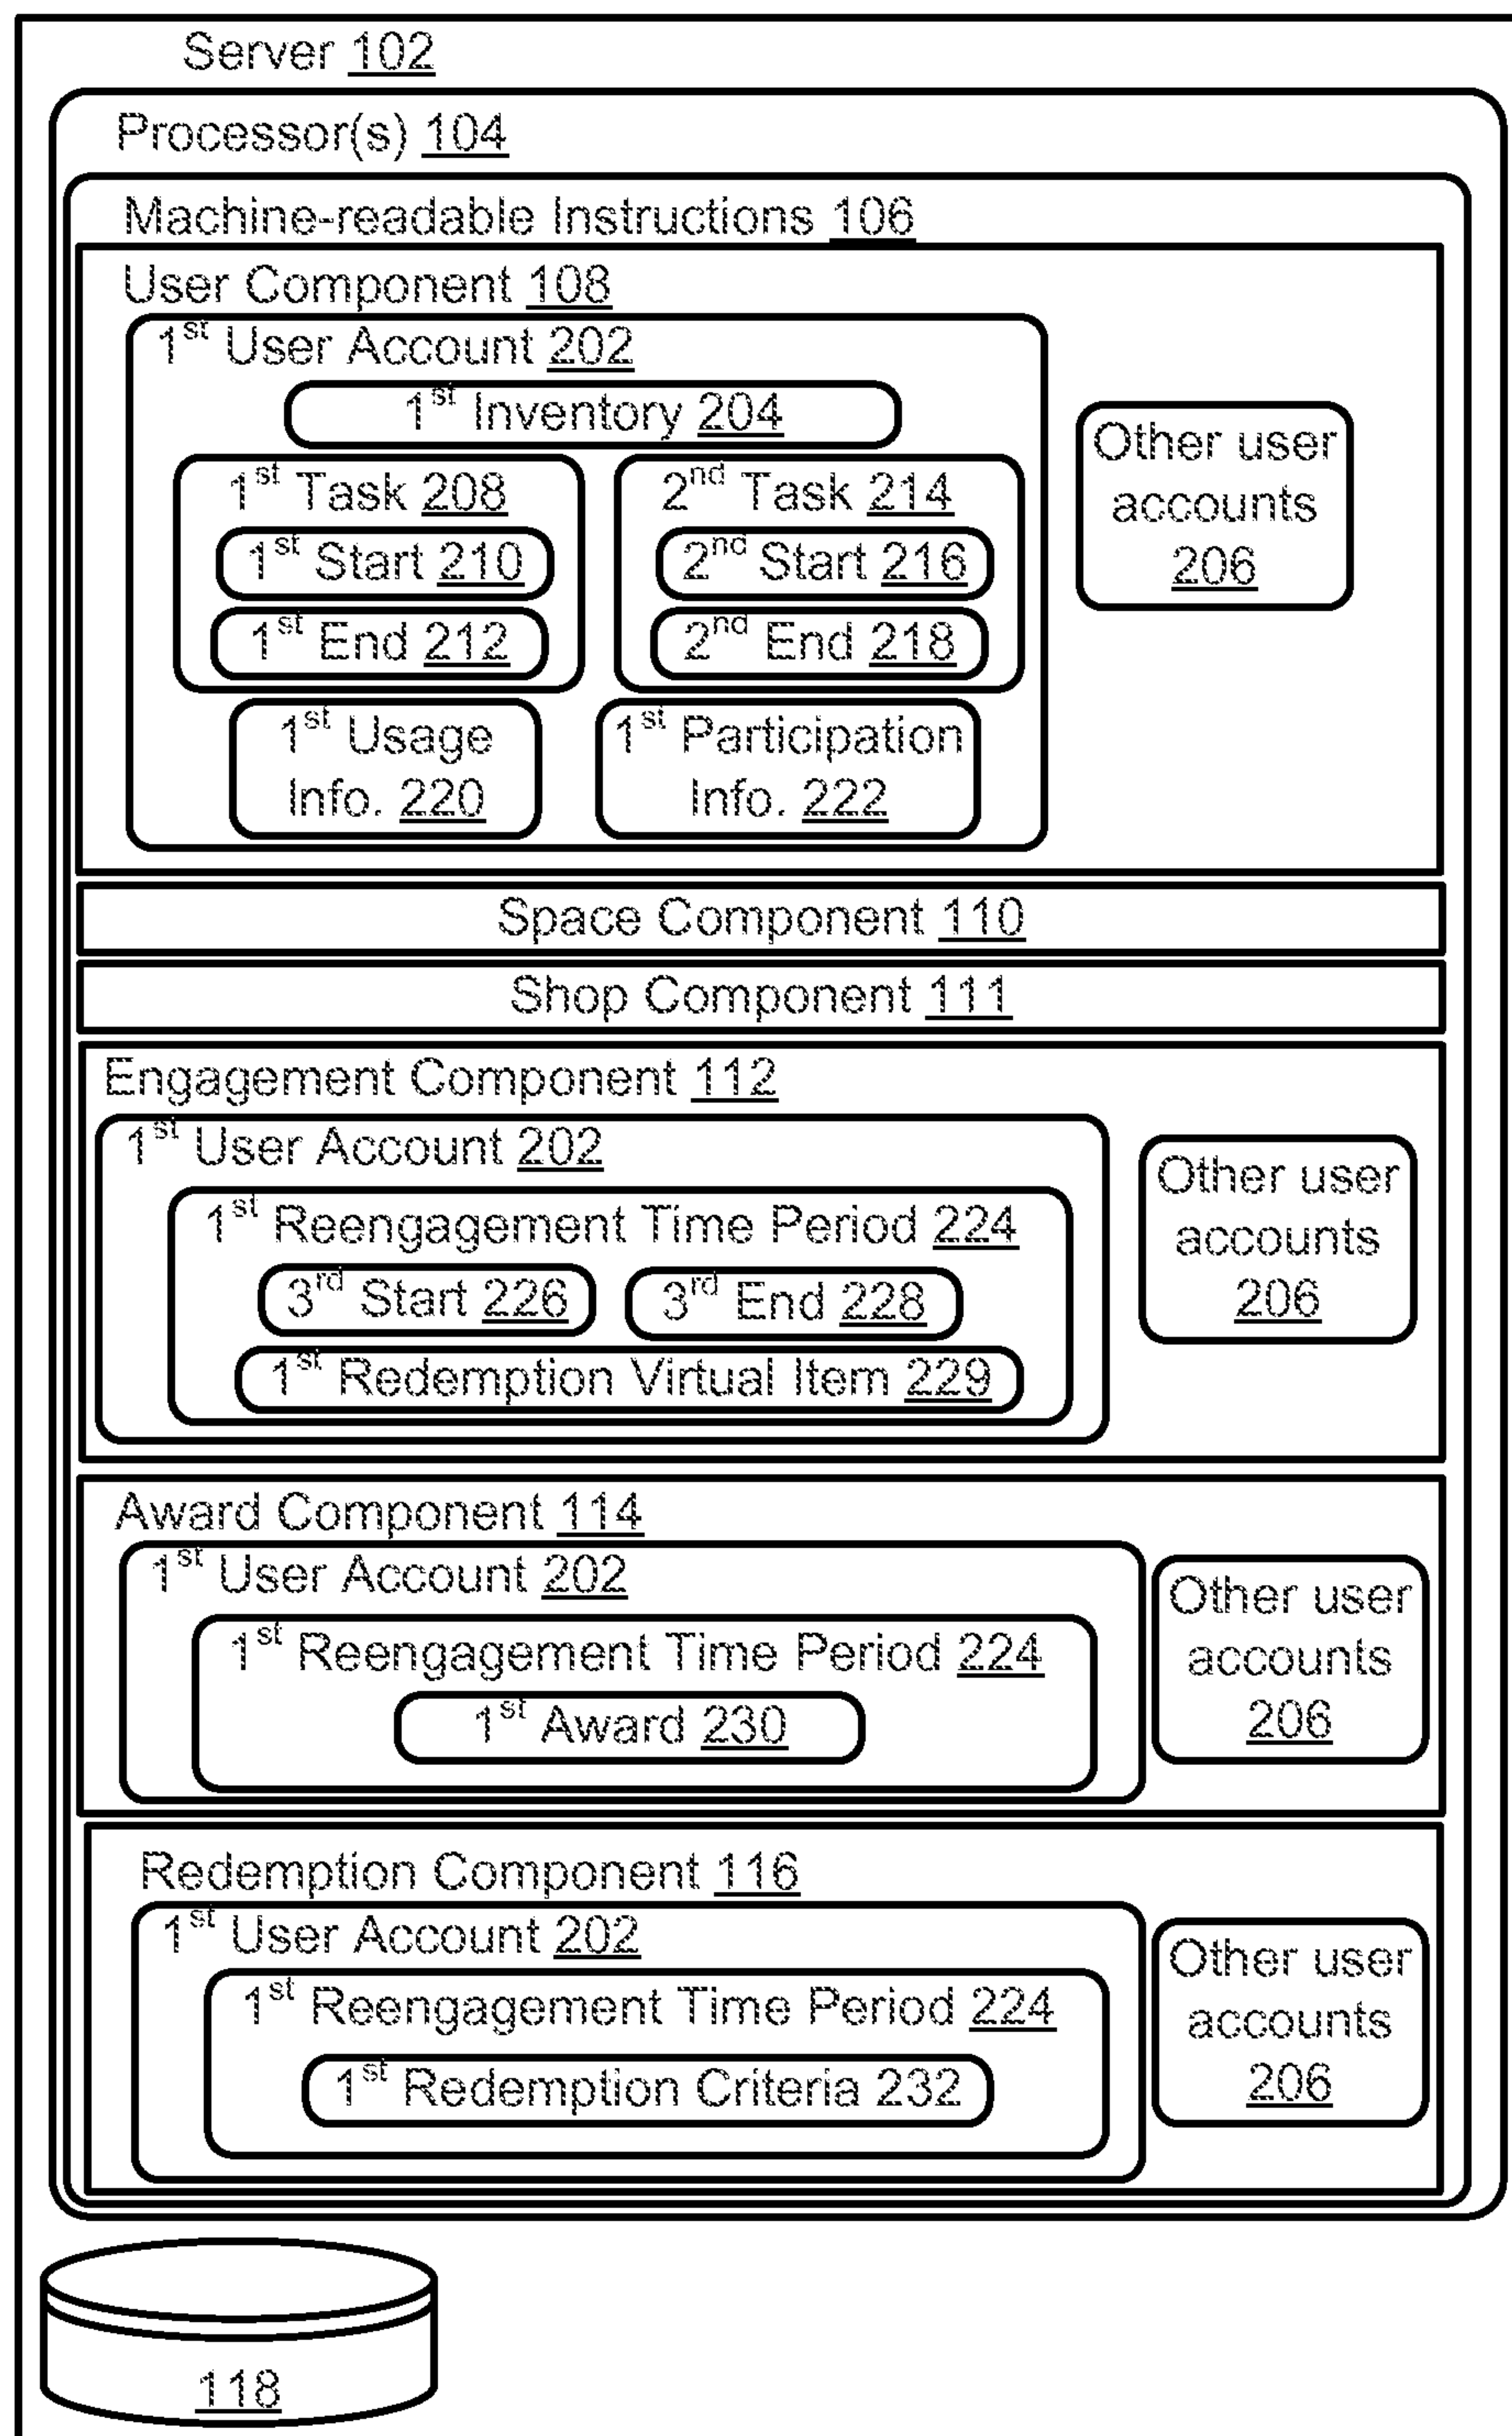 Server 102
Processor(s) 104
Machine-readable Instructions 106
User Component 108
1st User Account 202
1st Inventory 204
1st Task 208
1st Start 210
1st End 212
2nd Task 214
2nd Start 216
2nd End 218
1st Usage
Info. 220
1st Participation
Info. 222
Other user
accounts
206
Space Component 110
Shop Component 111
Engagement Component 112
1st User Account 202
1st Reengagement Time Period 224
3rd Start 226
3rd End 228
1st Redemption Virtual Item 229
Other user
accounts
206
Award Component 114
1st User Account 202
1st Reengagement Time Period 224
1st Award 230
Other user
accounts
206
Redemption Component 116
1st User Account 202
1st Reengagement Time Period 224
1st Redemption Criteria 232
Other user
accounts
206
118